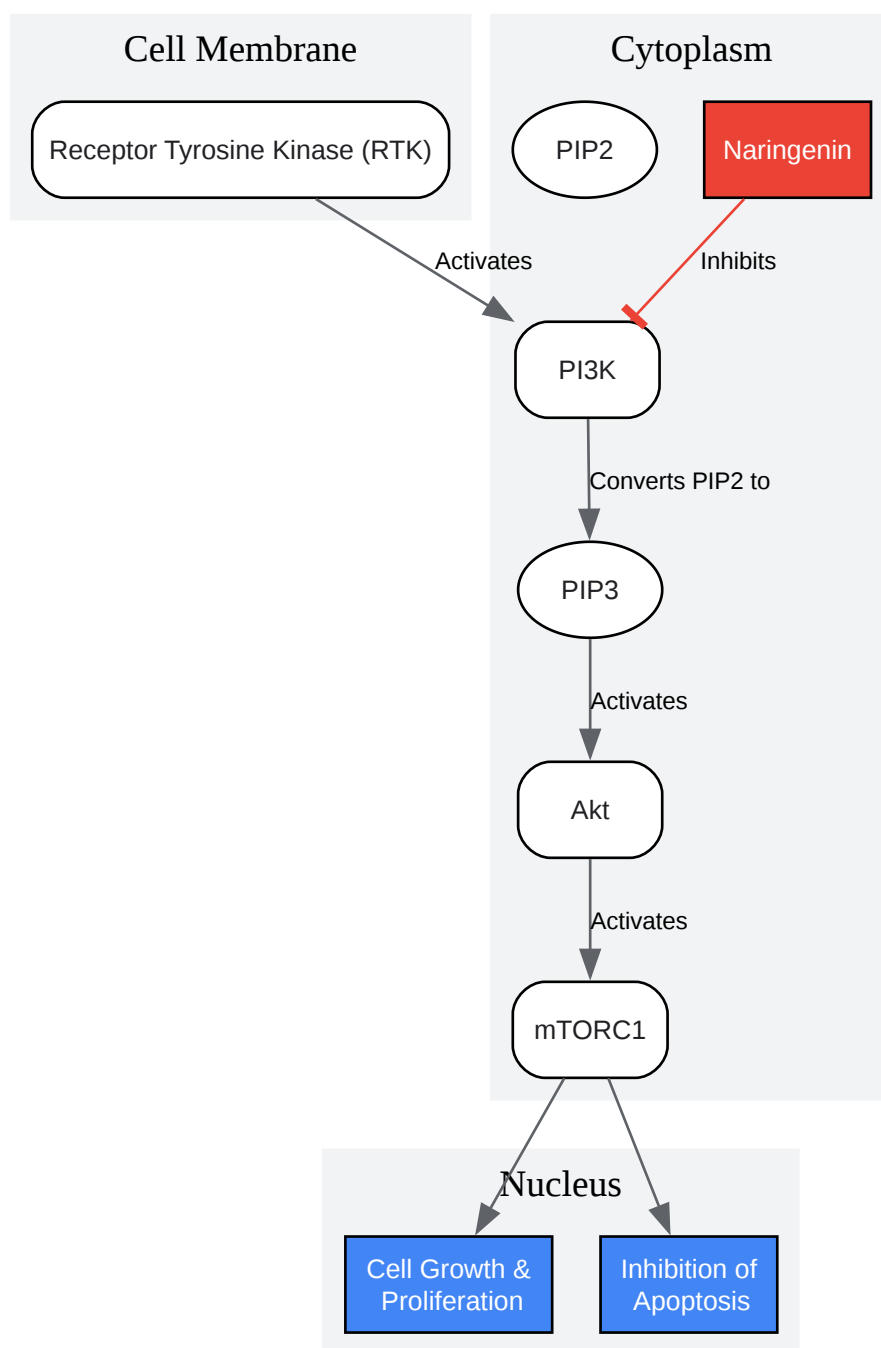 Cell Membrane
Cytoplasm
Receptor Tyrosine Kinase (RTK)
PIP2
Naringenin
Activates
Inhibits
PI3K
Converts PIP2 to
PIP3
Activates
Akt
Activates
mTORC1
Nucleus
Cell Growth &
Proliferation
Inhibition of
Apoptosis